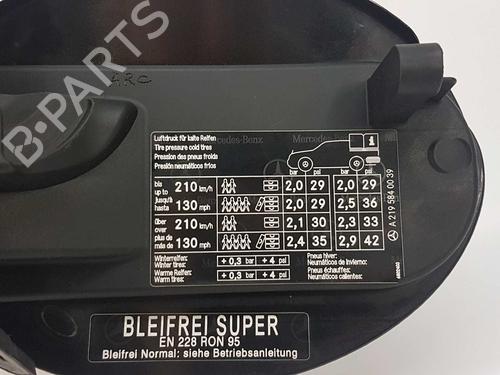 ARC
B-PARTS
Luftdruck für kalte Reifen
Tire pressure cold tires
Pression des pneus froids
Presión neumáticos fríos
edes-Benz Mercedes-Benz
i
bar psi bar psi
bis
up to 210 km/h 2,0 29 2,0 29
jusqu'à
hasta 130 mph 2,0 29 2,5 36
über
over 210 km/h 2,1 30 2,3 33
plus de
más de 130 mph 2,4 35 2,9 42
Winterreifen: Pneus hiver:
Winter tires: + 0,3 bar + 4 psi Neumáticos de invierno:
Warme Reifen: Pneus échauffés:
Warm tires: + 0,3 bar + 4 psi Neumáticos calientes:
A 219 584 00 39
BLEIFREI SUPER
EN 228 RON 95
Bleifrei Normal: siehe Betriebsanleitung